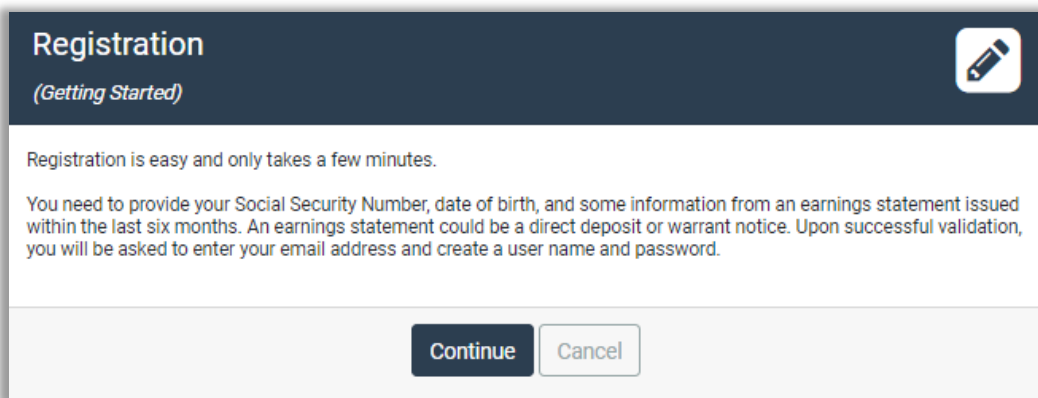 Registration
(Getting Started)
Registration is easy and only takes a few minutes.
You need to provide your Social Security Number, date of birth, and some information from an earnings statement issued
within the last six months. An earnings statement could be a direct deposit or warrant notice. Upon successful validation,
you will be asked to enter your email address and create a user name and password.
Continue
Cancel